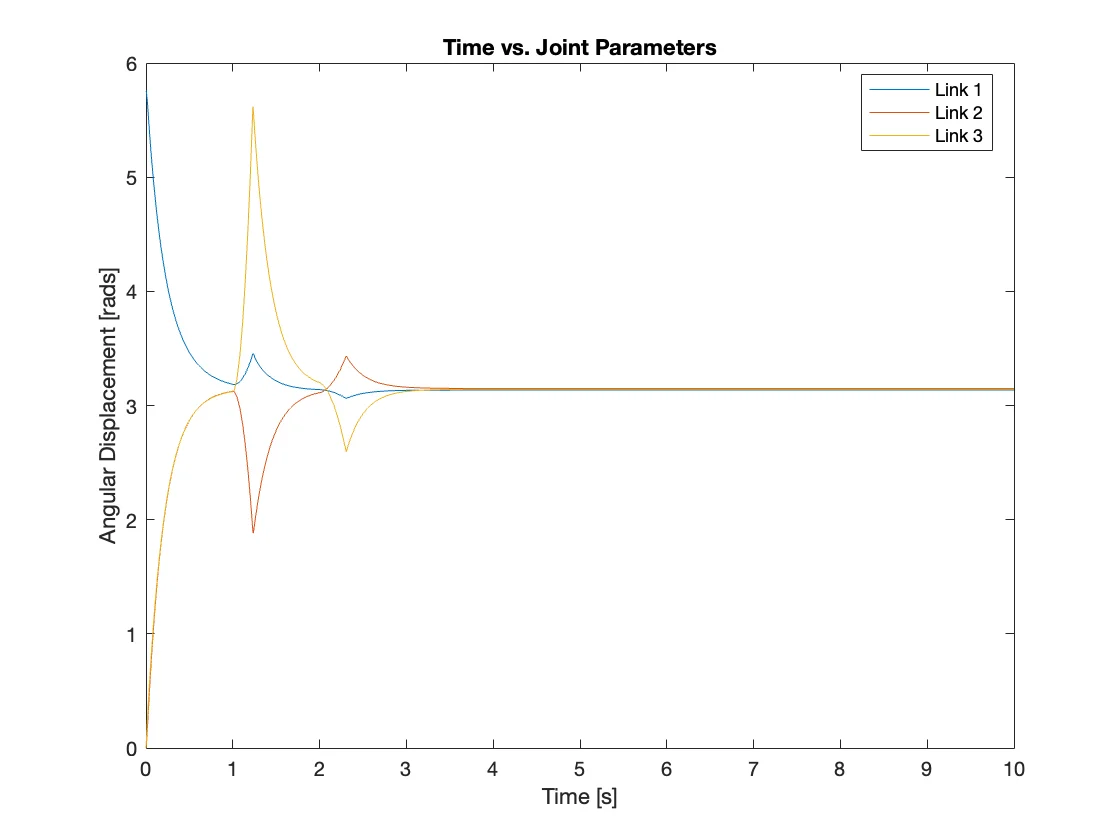 Time vs. Joint Parameters
Link 1
Link 2
Link 3
Angular Displacement [rads]
6
5
4
3
2
1
0
0 1 2 3 4 5 6 7 8 9 10
Time [s]